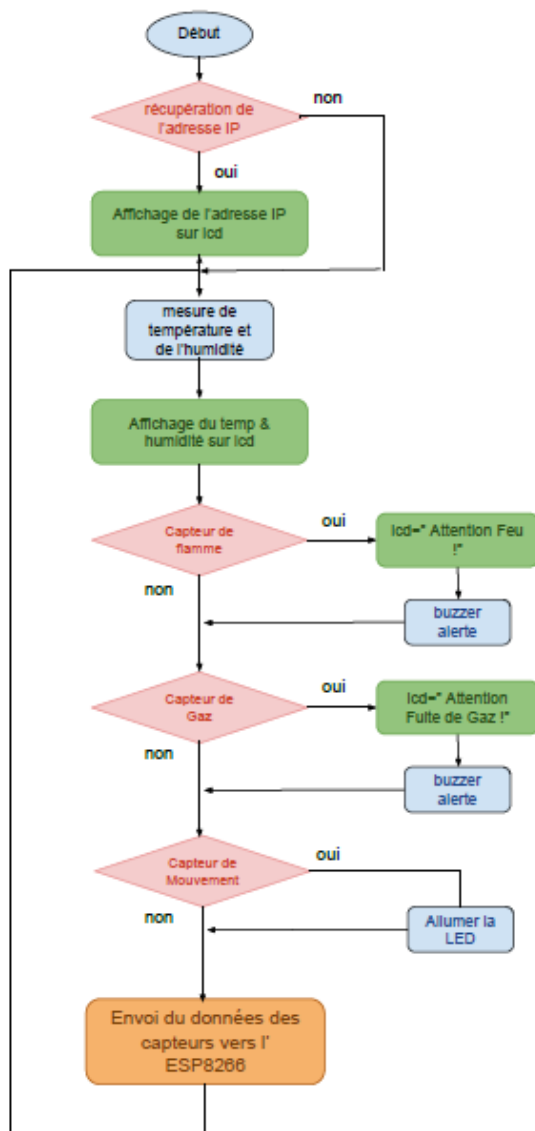 Début
récupération de
l'adresse IP
non
oui
Affichage de l'adresse IP
sur lcd
mesure de
température et
de l'humidité
Affichage du temp &
humidité sur lcd
Capteur de
flamme
oui
lcd=" Attention Feu
!"
non
buzzer
alerte
Capteur de
Gaz
oui
lcd=" Attention
Fuite de Gaz !"
non
buzzer
alerte
Capteur de
Mouvement
oui
non
Allumer la
LED
Envoi du données des
capteurs vers l'
ESP8266